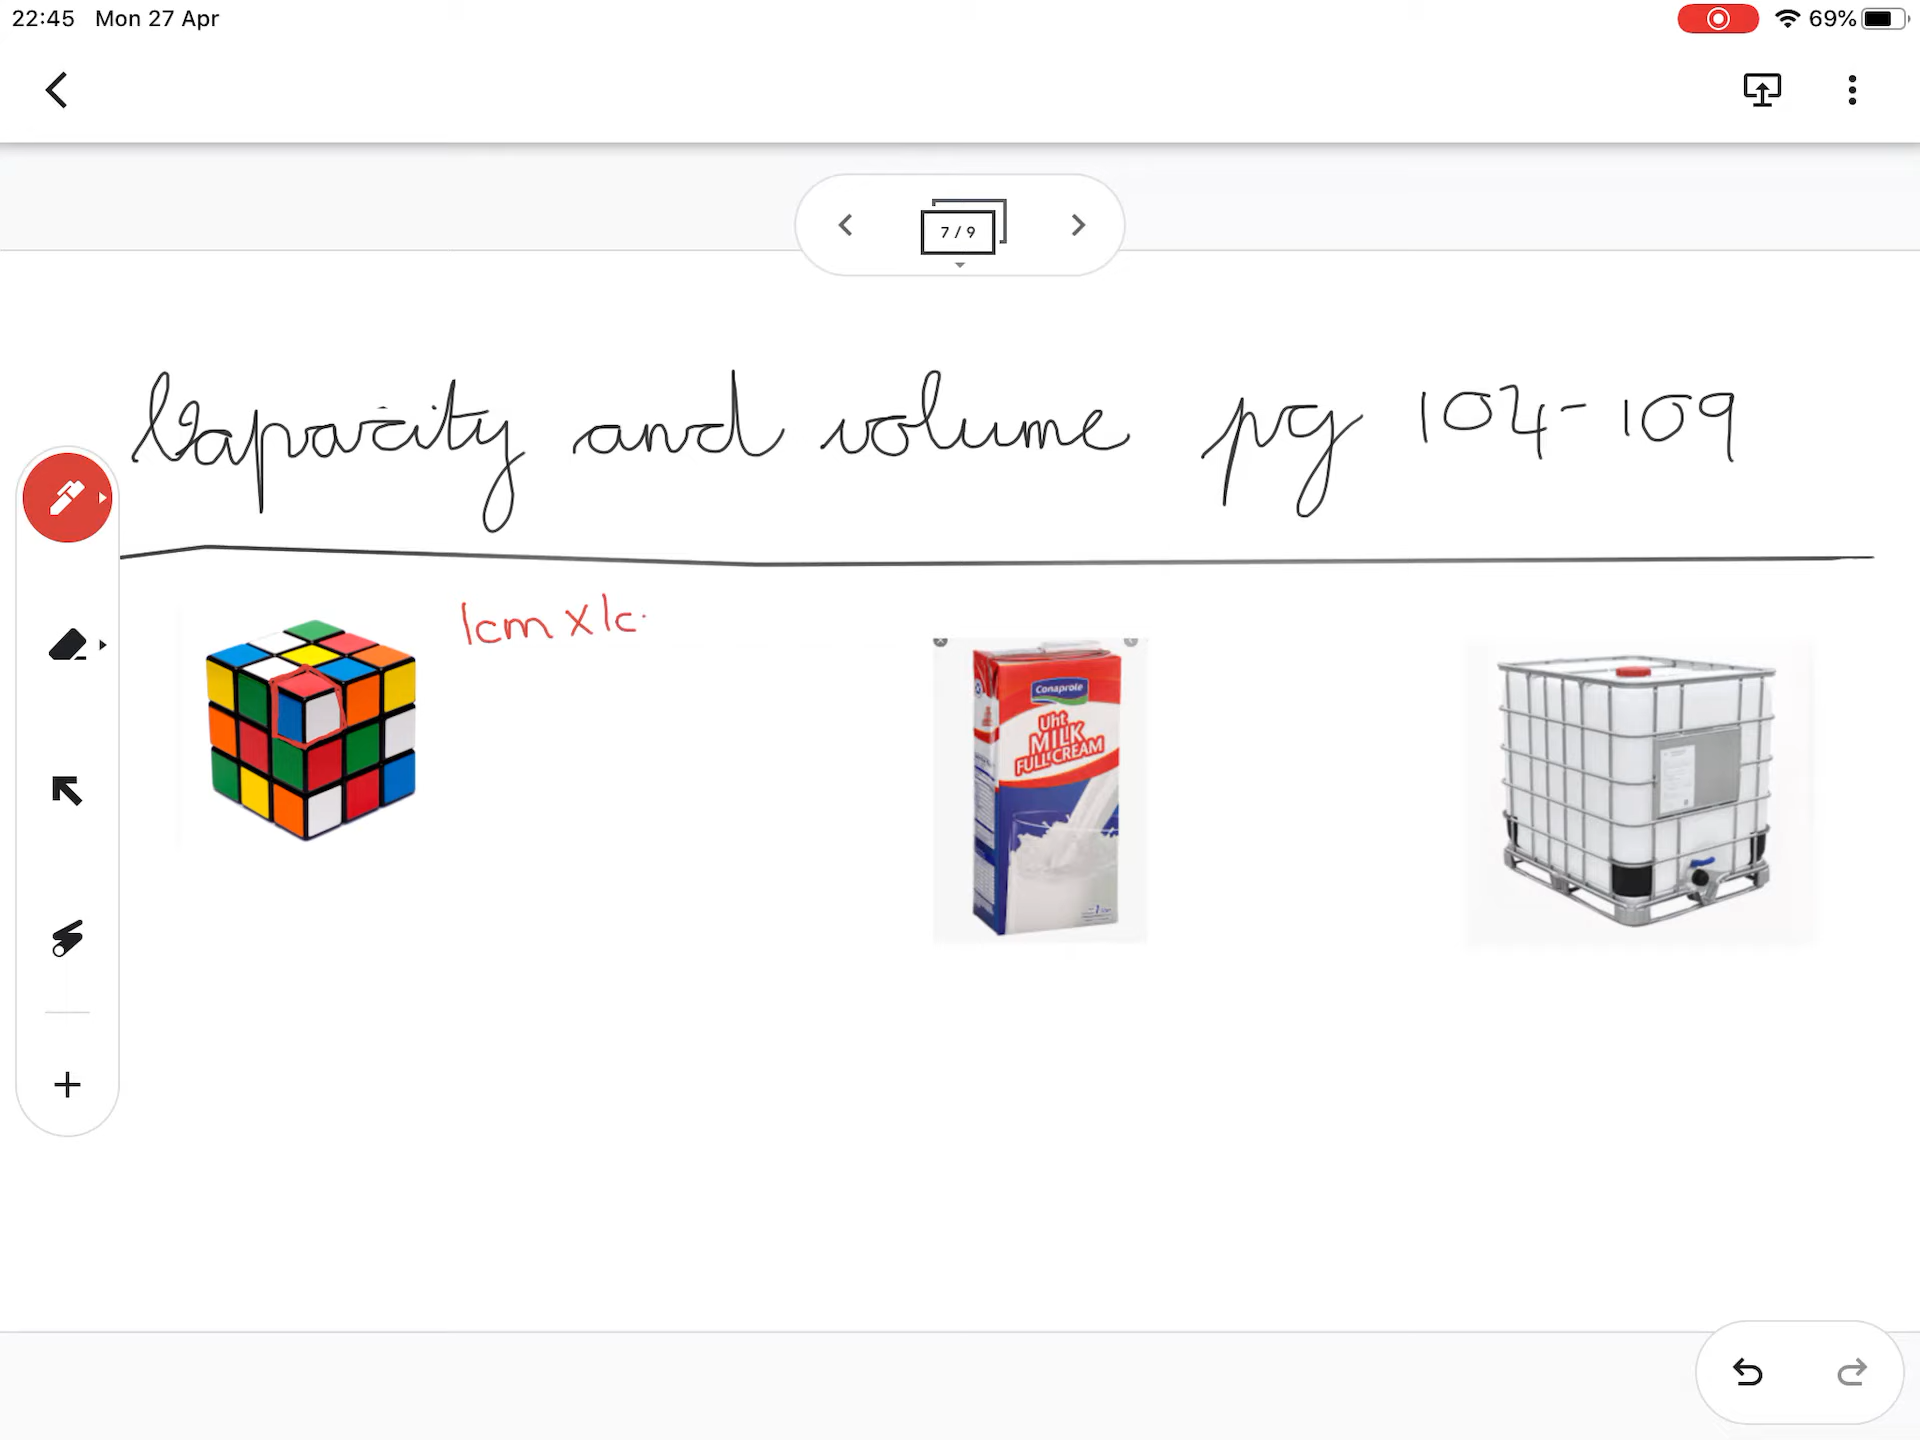 22:45 Mon 27 Apr
69%
7 / 9
Capacity and volume pg 104-109
1cm x 1c
Conaprole
Uht
MILK
FULL CREAM